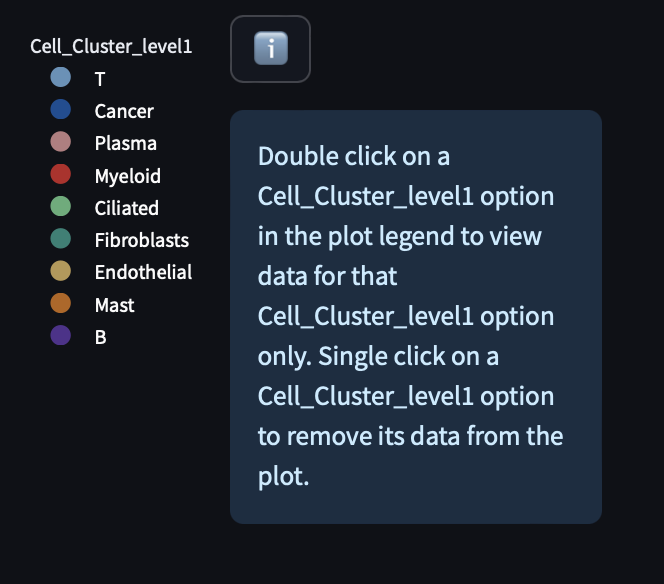 Cell_Cluster_level1
T
Cancer
Plasma
Myeloid
Ciliated
Fibroblasts
Endothelial
Mast
B
i
Double click on a
Cell_Cluster_level1 option
in the plot legend to view
data for that
Cell_Cluster_level1 option
only. Single click on a
Cell_Cluster_level1 option
to remove its data from the
plot.